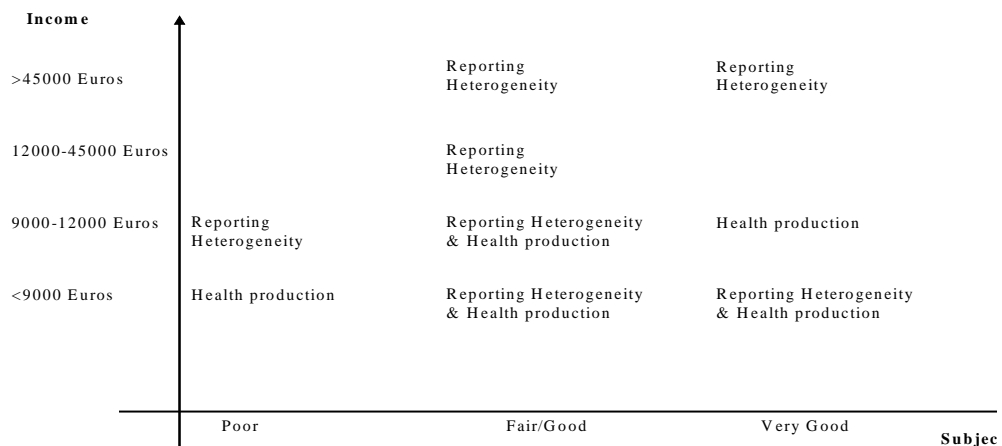 Income
>45000 Euros
Reporting
Heterogeneity
Reporting
Heterogeneity
12000-45000 Euros
Reporting
Heterogeneity
9000-12000 Euros
Reporting
Heterogeneity
Reporting Heterogeneity
& Health production
Health production
<9000 Euros
Health production
Reporting Heterogeneity
& Health production
Reporting Heterogeneity
& Health production
Poor
Fair/Good
Very Good
Subjec